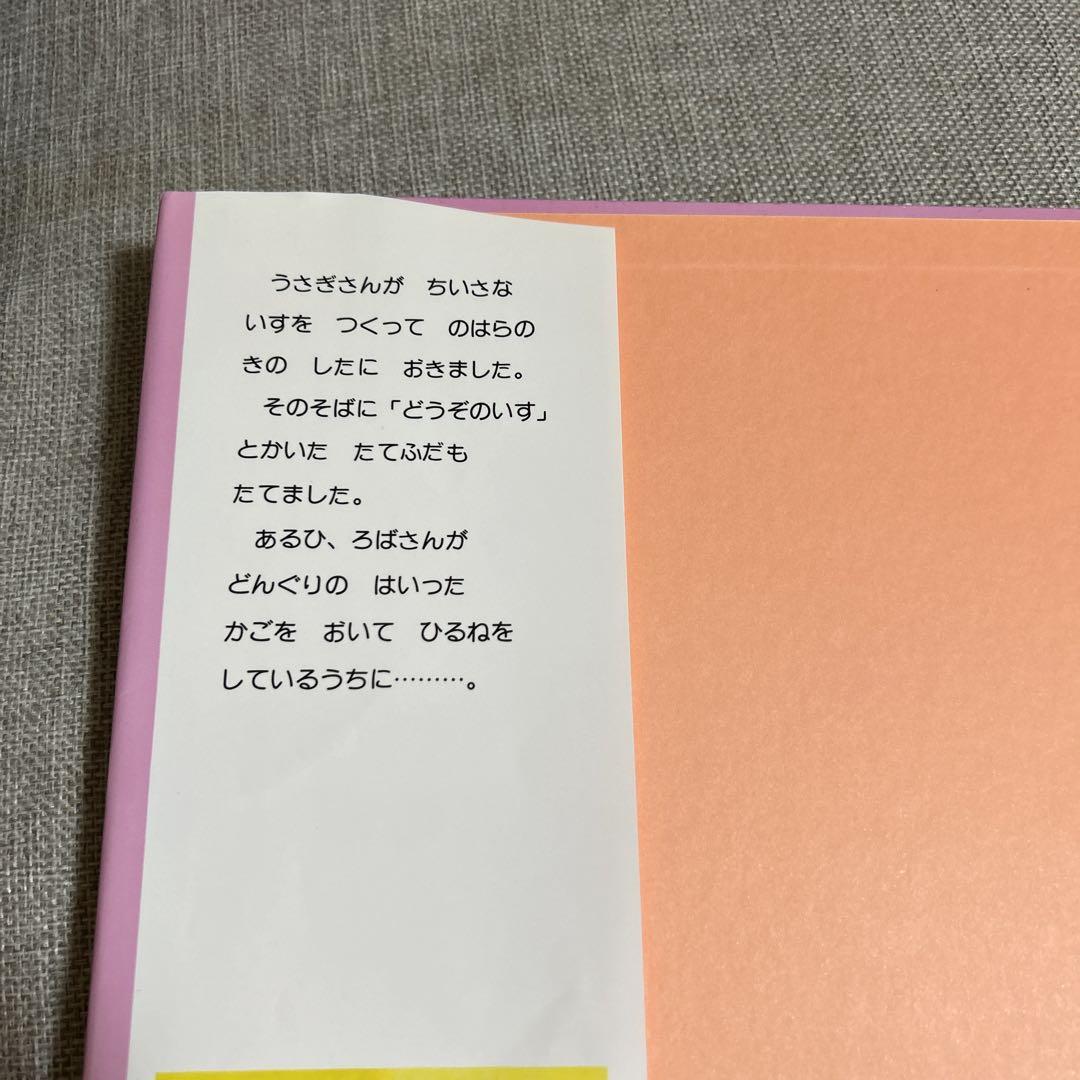 うさぎさんが　ちいさな
いすを　つくって　のはらの
きの　したに　おきました。
　そのそばに「どうぞのいす」
とかいた　たてふだも
たてました。
　あるひ、ろばさんが
どんぐりの　はいった
かごを　おいて　ひるねを
しているうちに………。